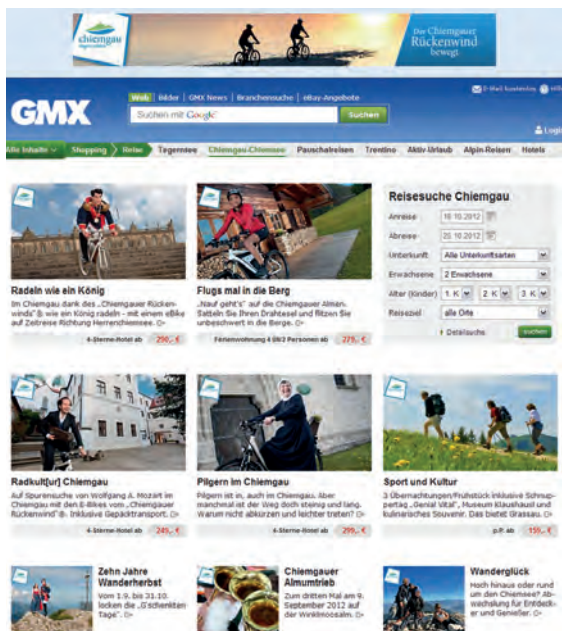 chiemgau
Der Chiemgauer
Rückenwind
bewegt
GMX
Web | Bilder | GMX News | Branchensuche | eBay-Angebote
E-Mail kostenlos
Suchen mit Google
Suchen
Login
Alle Inhalte
Shopping
Reise
Tegernsee
Chiemgau-Chiemsee
Pauschalreisen
Trentino
Aktiv-Urlaub
Alpin-Reisen
Hotels
Radeln wie ein König
Im Chiemgau dank des „Chiemgauer Rücken-
winds"® wie ein König radeln - mit einem eBike
auf Zeitreise Richtung Herrenchiemsee.
4-Sterne-Hotel ab 290,- €
Flugs mal in die Berg
„Nauf geht's" auf die Chiemgauer Almen.
Satteln Sie Ihren Drahtesel und flitzen Sie
unbeschwert in die Berge.
Ferienwohnung 4 ÜN/2 Personen ab 279,- €
Reisesuche Chiemgau
Anreise
18.10.2012
Abreise
25.10.2012
Unterkunft
Alle Unterkunftsarten
Erwachsene
2 Erwachsene
Alter (Kinder)
1. K
2. K
3. K
Reiseziel
alle Orte
Detailsuche
suchen
Radkult[ur] Chiemgau
Auf Spurensuche von Wolfgang A. Mozart im
Chiemgau mit den E-Bikes vom „Chiemgauer
Rückenwind"®. Inklusive Gepäcktransport.
4-Sterne-Hotel ab 249,- €
Pilgern im Chiemgau
Pilgern ist in, auch im Chiemgau. Aber
manchmal ist der Weg doch steinig und lang.
Warum nicht abkürzen und leichter treten?
4-Sterne-Hotel ab 299,- €
Sport und Kultur
3 Übernachtungen/Frühstück inklusive Schnup-
pertag „Genial Vital", Museum Klaushäusl und
kulinarisches Souvenir. Das bietet Grassau.
p.P. ab 159,- €
Zehn Jahre
Wanderherbst
Vom 1.9. bis 31.10.
locken die „G'schenkten
Tage".
Chiemgauer
Almumtrieb
Zum dritten Mal am 9.
September 2012 auf
der Winklmoosalm.
Wanderglück
Hoch hinaus oder rund
um den Chiemsee? Ab-
wechslung für Entdeck-
er und Genießer.